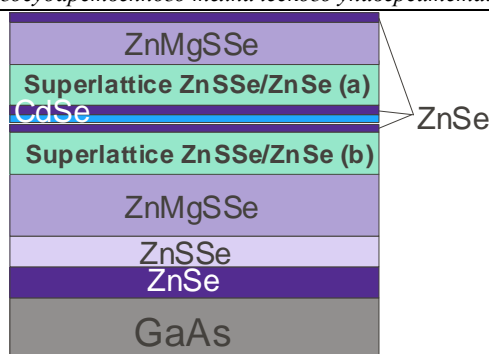 ZnMgSSe
Superlattice ZnSSe/ZnSe (a)
CdSe
ZnSe
Superlattice ZnSSe/ZnSe (b)
ZnMgSSe
ZnSSe
ZnSe
GaAs